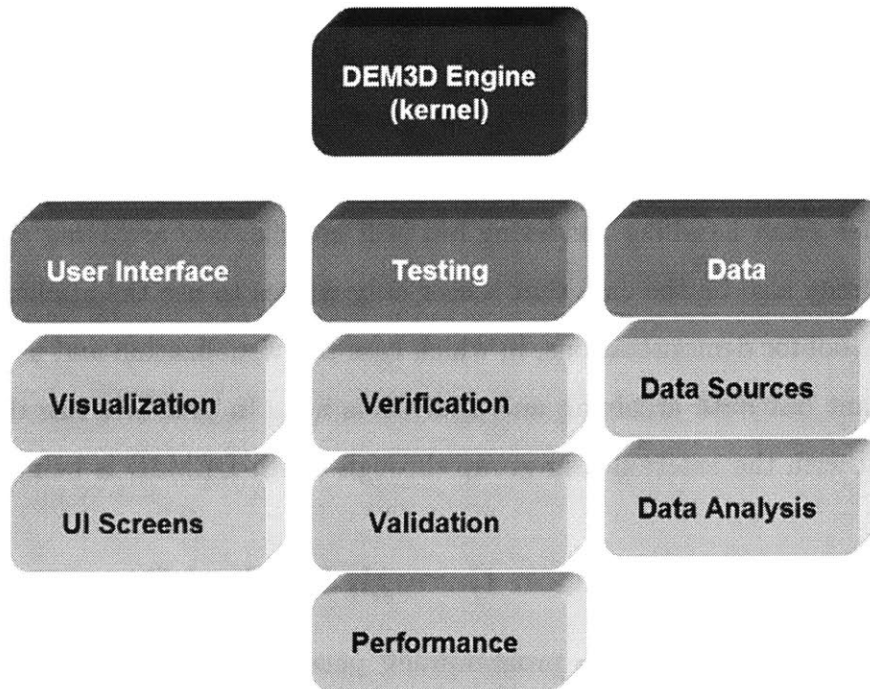 DEM3D Engine
(kernel)
User Interface
Testing
Data
Visualization
Verification
Data Sources
UI Screens
Validation
Data Analysis
Performance